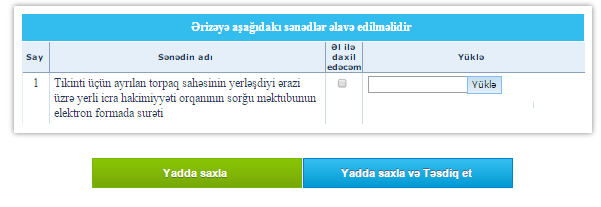 Ərizəyə aşağıdakı sənədlər əlavə edilməlidir
Say Sənədin adı Əl ilə daxil edəcəm Yüklə
1 Tikinti üçün ayrılan torpaq sahəsinin yerləşdiyi ərazi
üzrə yerli icra hakimiyyəti orqanının sorğu məktubunun
elektron formada surəti
Yüklə
Yadda saxla Yadda saxla və Təsdiq et